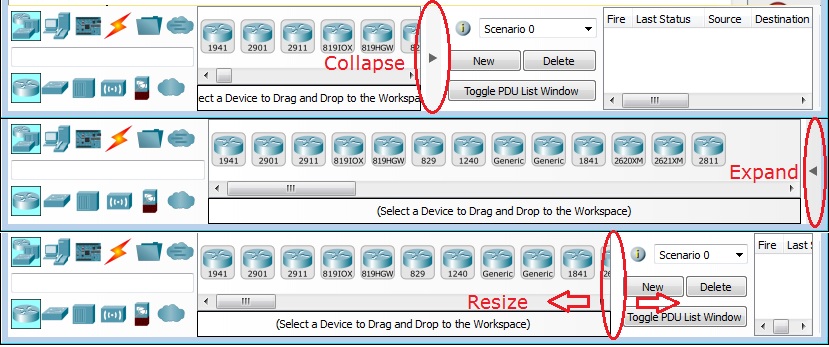 Fire Last Status Source Destination
Scenario 0
1941 2901 2911 819IOX 819HGW 82
Collapse
New Delete
Toggle PDU List Window
ect a Device to Drag and Drop to the Workspa
1941 2901 2911 819IOX 819HGW 829 1240 Generic Generic 1841 2620XM 2621XM 2811
Expand
(Select a Device to Drag and Drop to the Workspace)
Scenario 0 Fire Last S
1941 2901 2911 819IOX 819HGW 829 1240 Generic Generic 1841 26
New Delete
Resize
Toggle PDU List Window
(Select a Device to Drag and Drop to the Workspace)